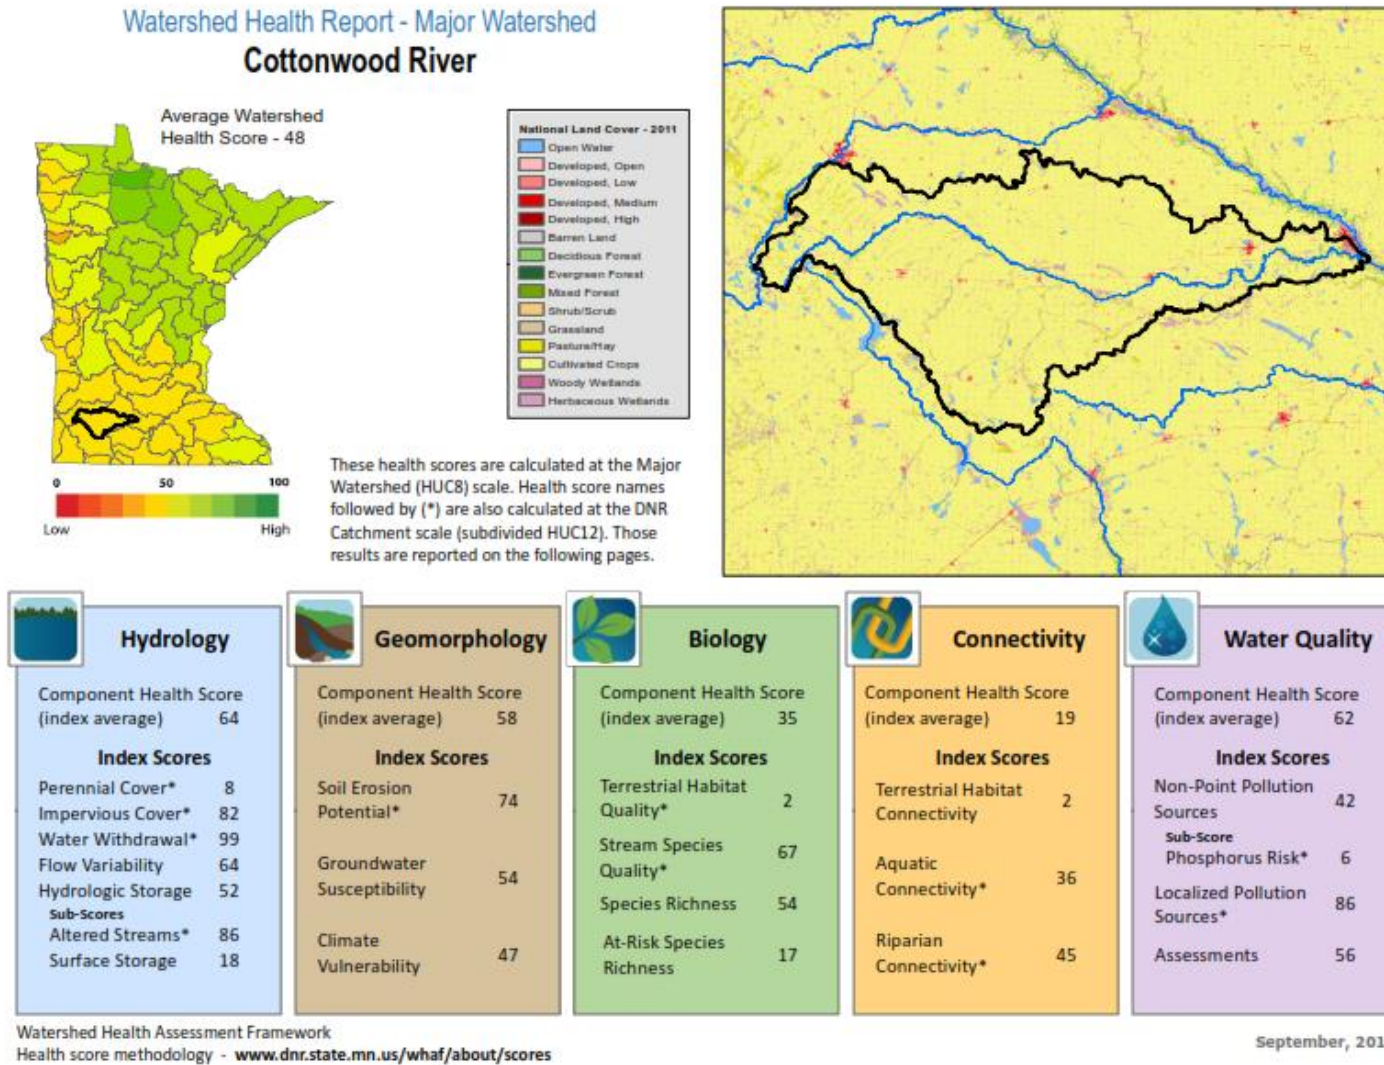 Watershed Health Report - Major Watershed
Cottonwood River
Average Watershed
Health Score - 48
National Land Cover - 2011
Open Water
Developed, Open
Developed, Low
Developed, Medium
Developed, High
Barren Land
Decidious Forest
Evergreen Forest
Mixed Forest
Shrub/Scrub
Grassland
Pasture/Hay
Cultivated Crops
Woody Wetlands
Herbaceous Wetlands
0 50 100
Low High
These health scores are calculated at the Major
Watershed (HUC8) scale. Health score names
followed by (*) are also calculated at the DNR
Catchment scale (subdivided HUC12). Those
results are reported on the following pages.
Hydrology
Component Health Score
(index average) 64
Index Scores
Perennial Cover* 8
Impervious Cover* 82
Water Withdrawal* 99
Flow Variability 64
Hydrologic Storage 52
Sub-Scores
Altered Streams* 86
Surface Storage 18
Geomorphology
Component Health Score
(index average) 58
Index Scores
Soil Erosion
Potential* 74
Groundwater
Susceptibility 54
Climate
Vulnerability 47
Biology
Component Health Score
(index average) 35
Index Scores
Terrestrial Habitat
Quality* 2
Stream Species
Quality* 67
Species Richness 54
At-Risk Species
Richness 17
Connectivity
Component Health Score
(index average) 19
Index Scores
Terrestrial Habitat
Connectivity 2
Aquatic
Connectivity* 36
Riparian
Connectivity* 45
Water Quality
Component Health Score
(index average) 62
Index Scores
Non-Point Pollution
Sources 42
Sub-Score
Phosphorus Risk* 6
Localized Pollution
Sources* 86
Assessments 56
Watershed Health Assessment Framework
Health score methodology - www.dnr.state.mn.us/whaf/about/scores
September, 201